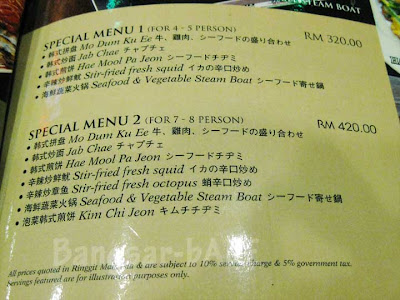 STEAM BOAT
SPECIAL MENU 1 (FOR 4 - 5 PERSON) RM 320.00
• 韩式拼盘 Mo Dum Ku Ee 牛、雞肉、シーフードの盛り合わせ
• 韩式炒面 Jab Chae チャプチェ
• 韩式煎饼 Hae Mool Pa Jeon シーフードチヂミ
• 辛辣炒鲜鱿 Stir-fried fresh squid イカの辛口炒め
• 海鮮蔬菜火锅 Seafood & Vegetable Steam Boat シーフード寄せ鍋
SPECIAL MENU 2 (FOR 7 - 8 PERSON) RM 420.00
• 韩式拼盘 Mo Dum Ku Ee 牛、雞肉、シーフードの盛り合わせ
• 韩式炒面 Jab Chae チャプチェ
• 韩式煎饼 Hae Mool Pa Jeon シーフードチヂミ
• 辛辣炒鲜鱿 Stir-fried fresh squid イカの辛口炒め
• 辛辣炒章鱼 Stir-fried fresh octopus 蛸辛口炒め
• 海鮮蔬菜火锅 Seafood & Vegetable Steam Boat シーフード寄せ鍋
• 泡菜韩式煎饼 Kim Chi Jeon キムチチヂミ
All prices quoted in Ringgit Malaysia & are subject to 10% service charge & 5% government tax.
Servings featured are for illustration purposes only.